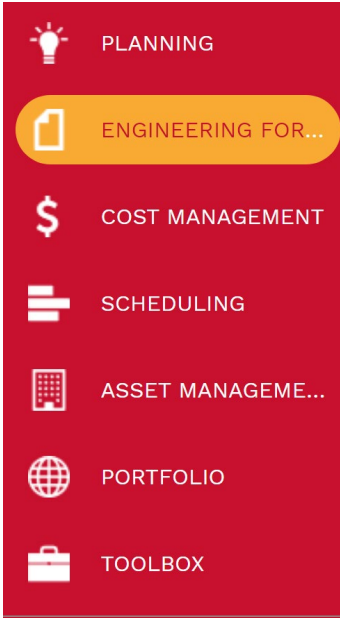 PLANNING
ENGINEERING FOR...
COST MANAGEMENT
SCHEDULING
ASSET MANAGEME...
PORTFOLIO
TOOLBOX